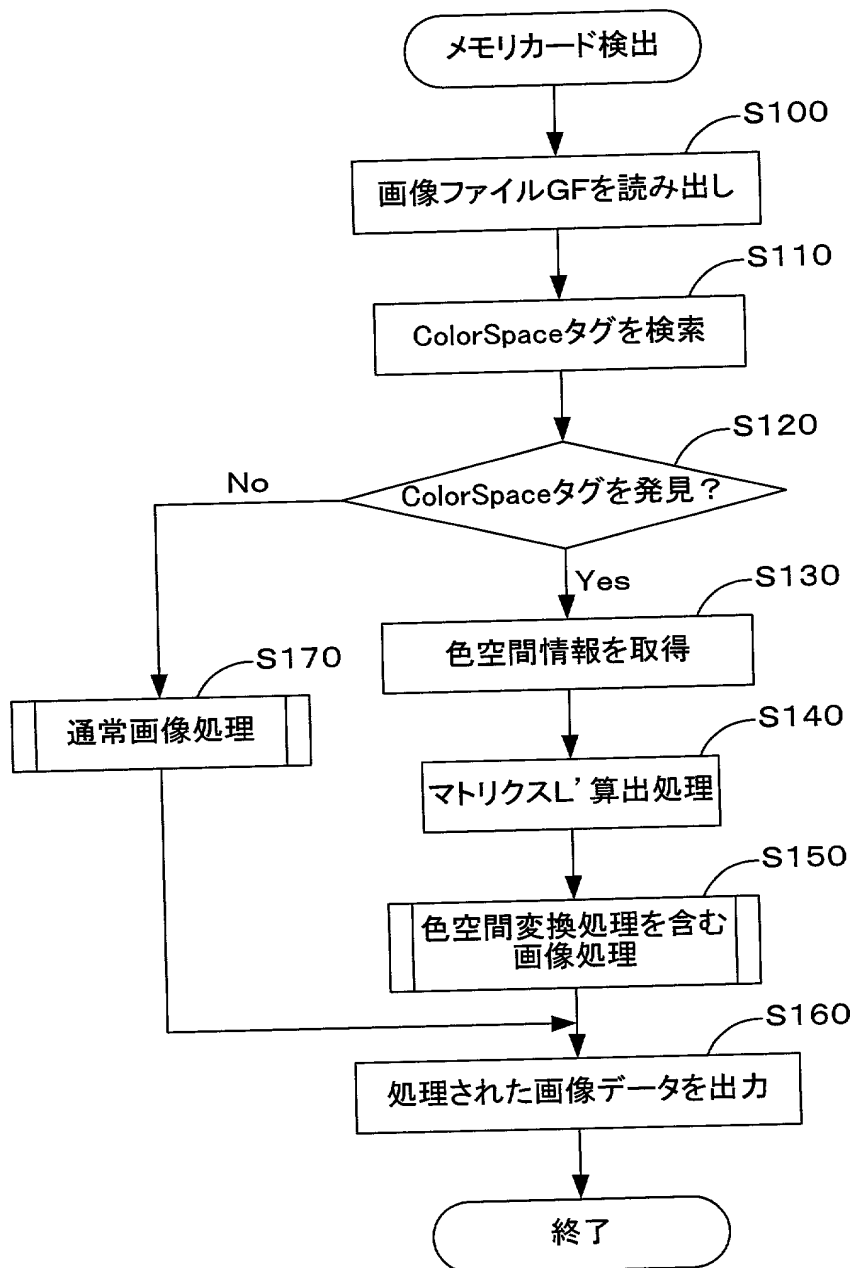 メモリカード検出
S100
画像ファイルGFを読み出し
S110
ColorSpaceタグを検索
S120
ColorSpaceタグを発見？
No
Yes
S130
色空間情報を取得
S170
通常画像処理
S140
マトリクスL’算出処理
S150
色空間変換処理を含む
画像処理
S160
処理された画像データを出力
終了